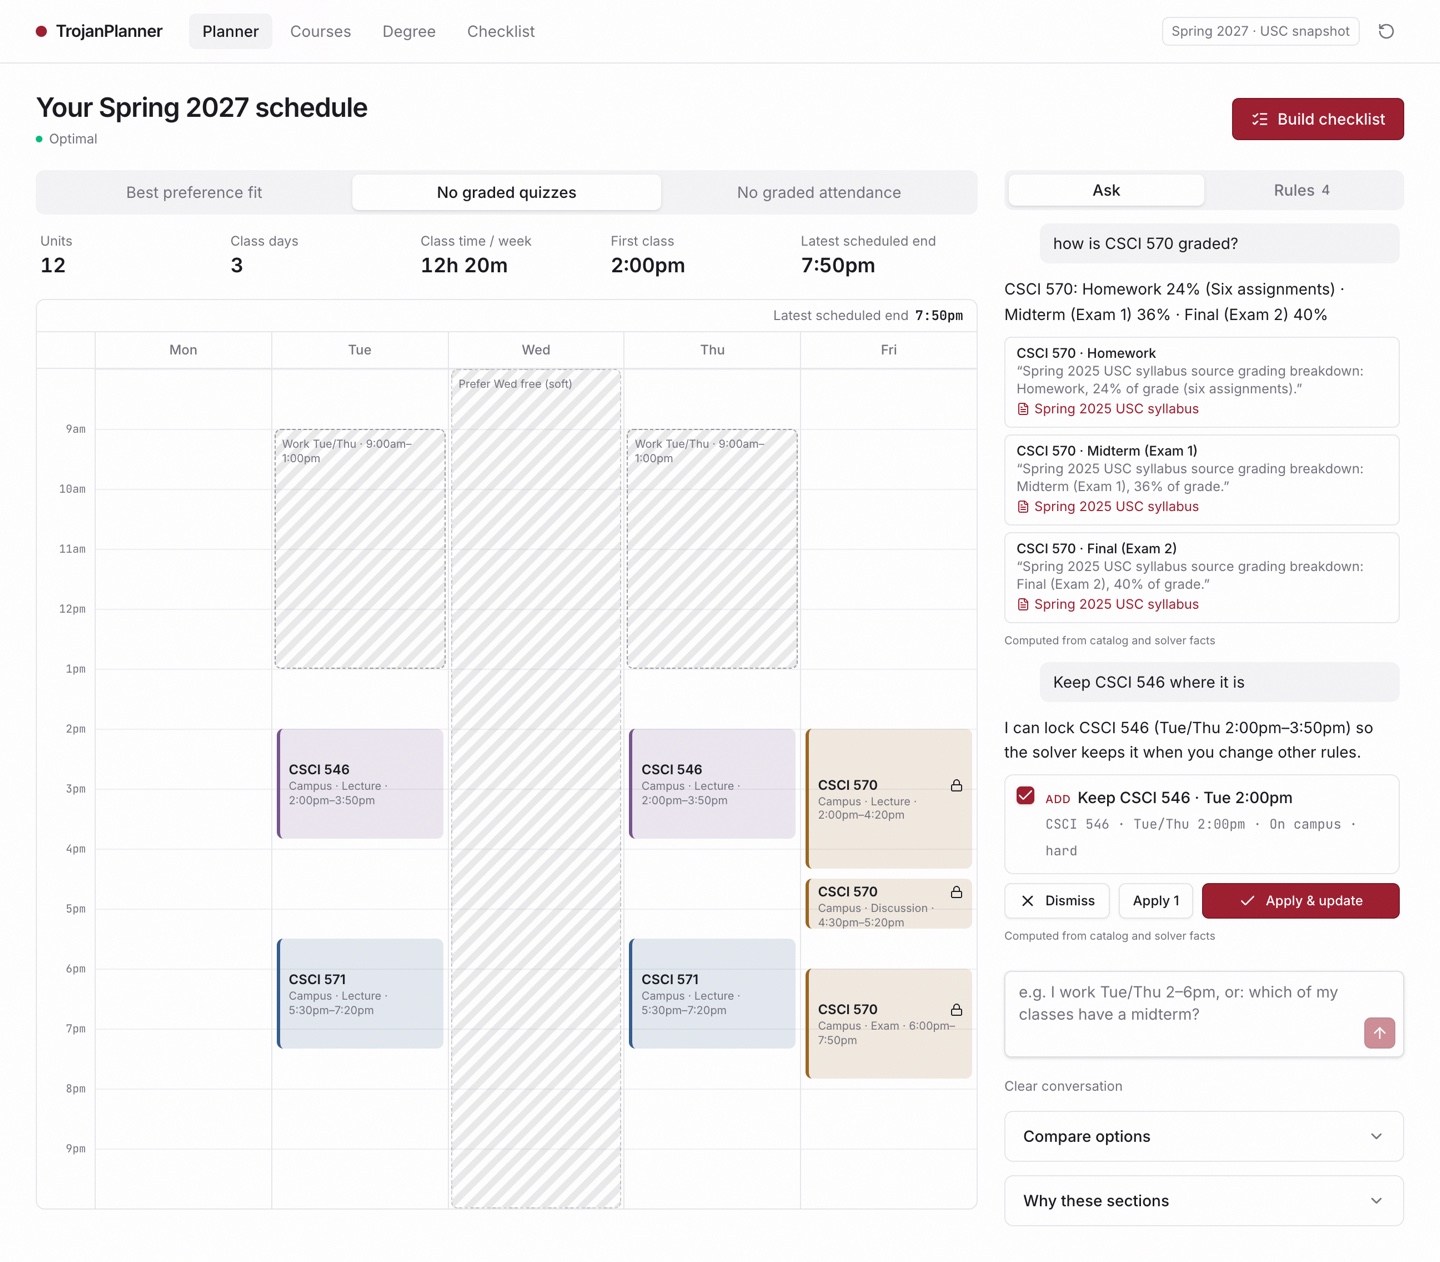 TrojanPlanner
Planner
Courses
Degree
Checklist
Spring 2027 · USC snapshot
Your Spring 2027 schedule
Optimal
Build checklist
Best preference fit
No graded quizzes
No graded attendance
Units
12
Class days
3
Class time / week
12h 20m
First class
2:00pm
Latest scheduled end
7:50pm
Latest scheduled end 7:50pm
Mon
Tue
Wed
Thu
Fri
9am
10am
11am
12pm
1pm
2pm
3pm
4pm
5pm
6pm
7pm
8pm
9pm
Work Tue/Thu · 9:00am–
1:00pm
CSCI 546
Campus · Lecture ·
2:00pm–3:50pm
CSCI 571
Campus · Lecture ·
5:30pm–7:20pm
Prefer Wed free (soft)
Work Tue/Thu · 9:00am–
1:00pm
CSCI 546
Campus · Lecture ·
2:00pm–3:50pm
CSCI 571
Campus · Lecture ·
5:30pm–7:20pm
CSCI 570
Campus · Lecture ·
2:00pm–4:20pm
CSCI 570
Campus · Discussion ·
4:30pm–5:20pm
CSCI 570
Campus · Exam · 6:00pm–
7:50pm
Ask
Rules 4
how is CSCI 570 graded?
CSCI 570: Homework 24% (Six assignments) ·
Midterm (Exam 1) 36% · Final (Exam 2) 40%
CSCI 570 · Homework
“Spring 2025 USC syllabus source grading breakdown:
Homework, 24% of grade (six assignments).”
Spring 2025 USC syllabus
CSCI 570 · Midterm (Exam 1)
“Spring 2025 USC syllabus source grading breakdown:
Midterm (Exam 1), 36% of grade.”
Spring 2025 USC syllabus
CSCI 570 · Final (Exam 2)
“Spring 2025 USC syllabus source grading breakdown:
Final (Exam 2), 40% of grade.”
Spring 2025 USC syllabus
Computed from catalog and solver facts
Keep CSCI 546 where it is
I can lock CSCI 546 (Tue/Thu 2:00pm–3:50pm) so
the solver keeps it when you change other rules.
ADD Keep CSCI 546 · Tue 2:00pm
CSCI 546 · Tue/Thu 2:00pm · On campus ·
hard
Dismiss
Apply 1
Apply & update
Computed from catalog and solver facts
e.g. I work Tue/Thu 2–6pm, or: which of my
classes have a midterm?
Clear conversation
Compare options
Why these sections